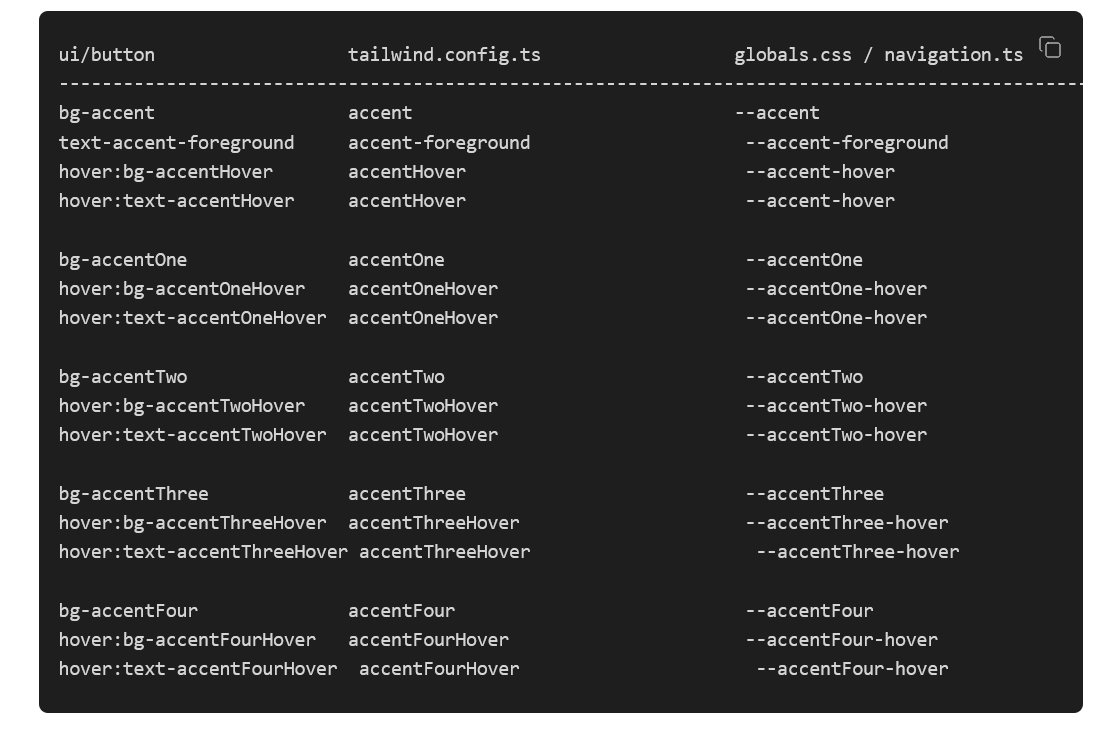 ui/button                  tailwind.config.ts                  globals.css / navigation.ts
------------------------------------------------------------------------------------------------
bg-accent                  accent                              --accent
text-accent-foreground     accent-foreground                    --accent-foreground
hover:bg-accentHover       accentHover                          --accent-hover
hover:text-accentHover     accentHover                          --accent-hover

bg-accentOne               accentOne                            --accentOne
hover:bg-accentOneHover    accentOneHover                       --accentOne-hover
hover:text-accentOneHover  accentOneHover                       --accentOne-hover

bg-accentTwo               accentTwo                            --accentTwo
hover:bg-accentTwoHover    accentTwoHover                       --accentTwo-hover
hover:text-accentTwoHover  accentTwoHover                       --accentTwo-hover

bg-accentThree             accentThree                          --accentThree
hover:bg-accentThreeHover  accentThreeHover                     --accentThree-hover
hover:text-accentThreeHover accentThreeHover                     --accentThree-hover

bg-accentFour              accentFour                           --accentFour
hover:bg-accentFourHover   accentFourHover                      --accentFour-hover
hover:text-accentFourHover  accentFourHover                      --accentFour-hover